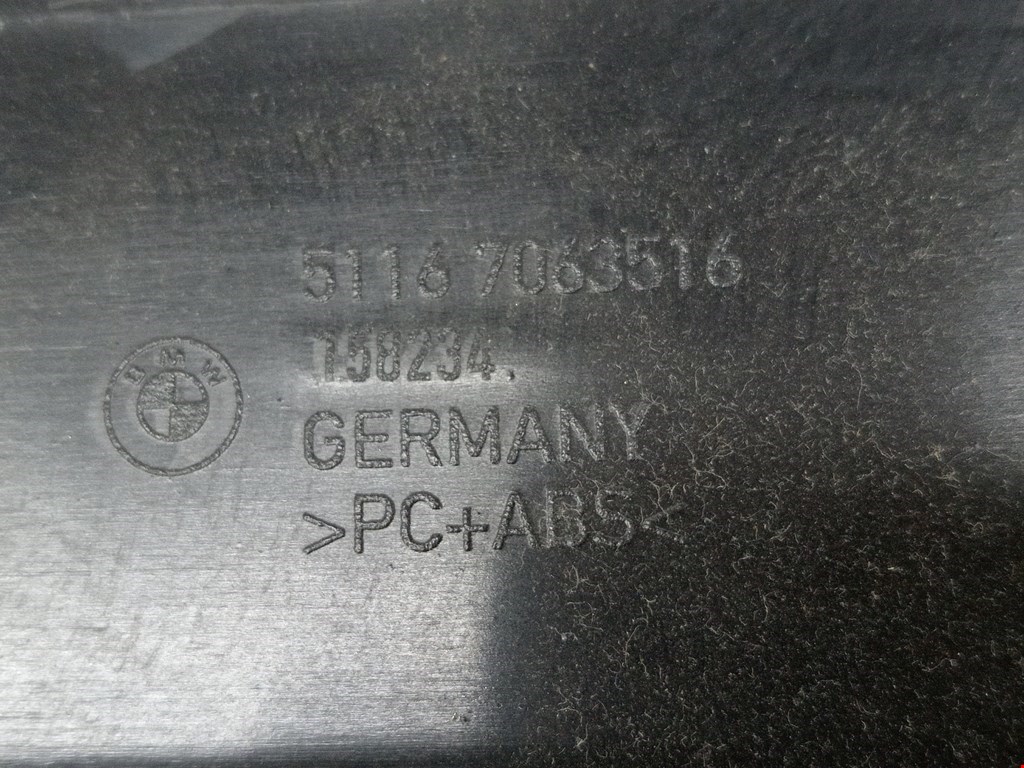 BMW
5116 7063516
158234.
GERMANY
>PC+ABS<